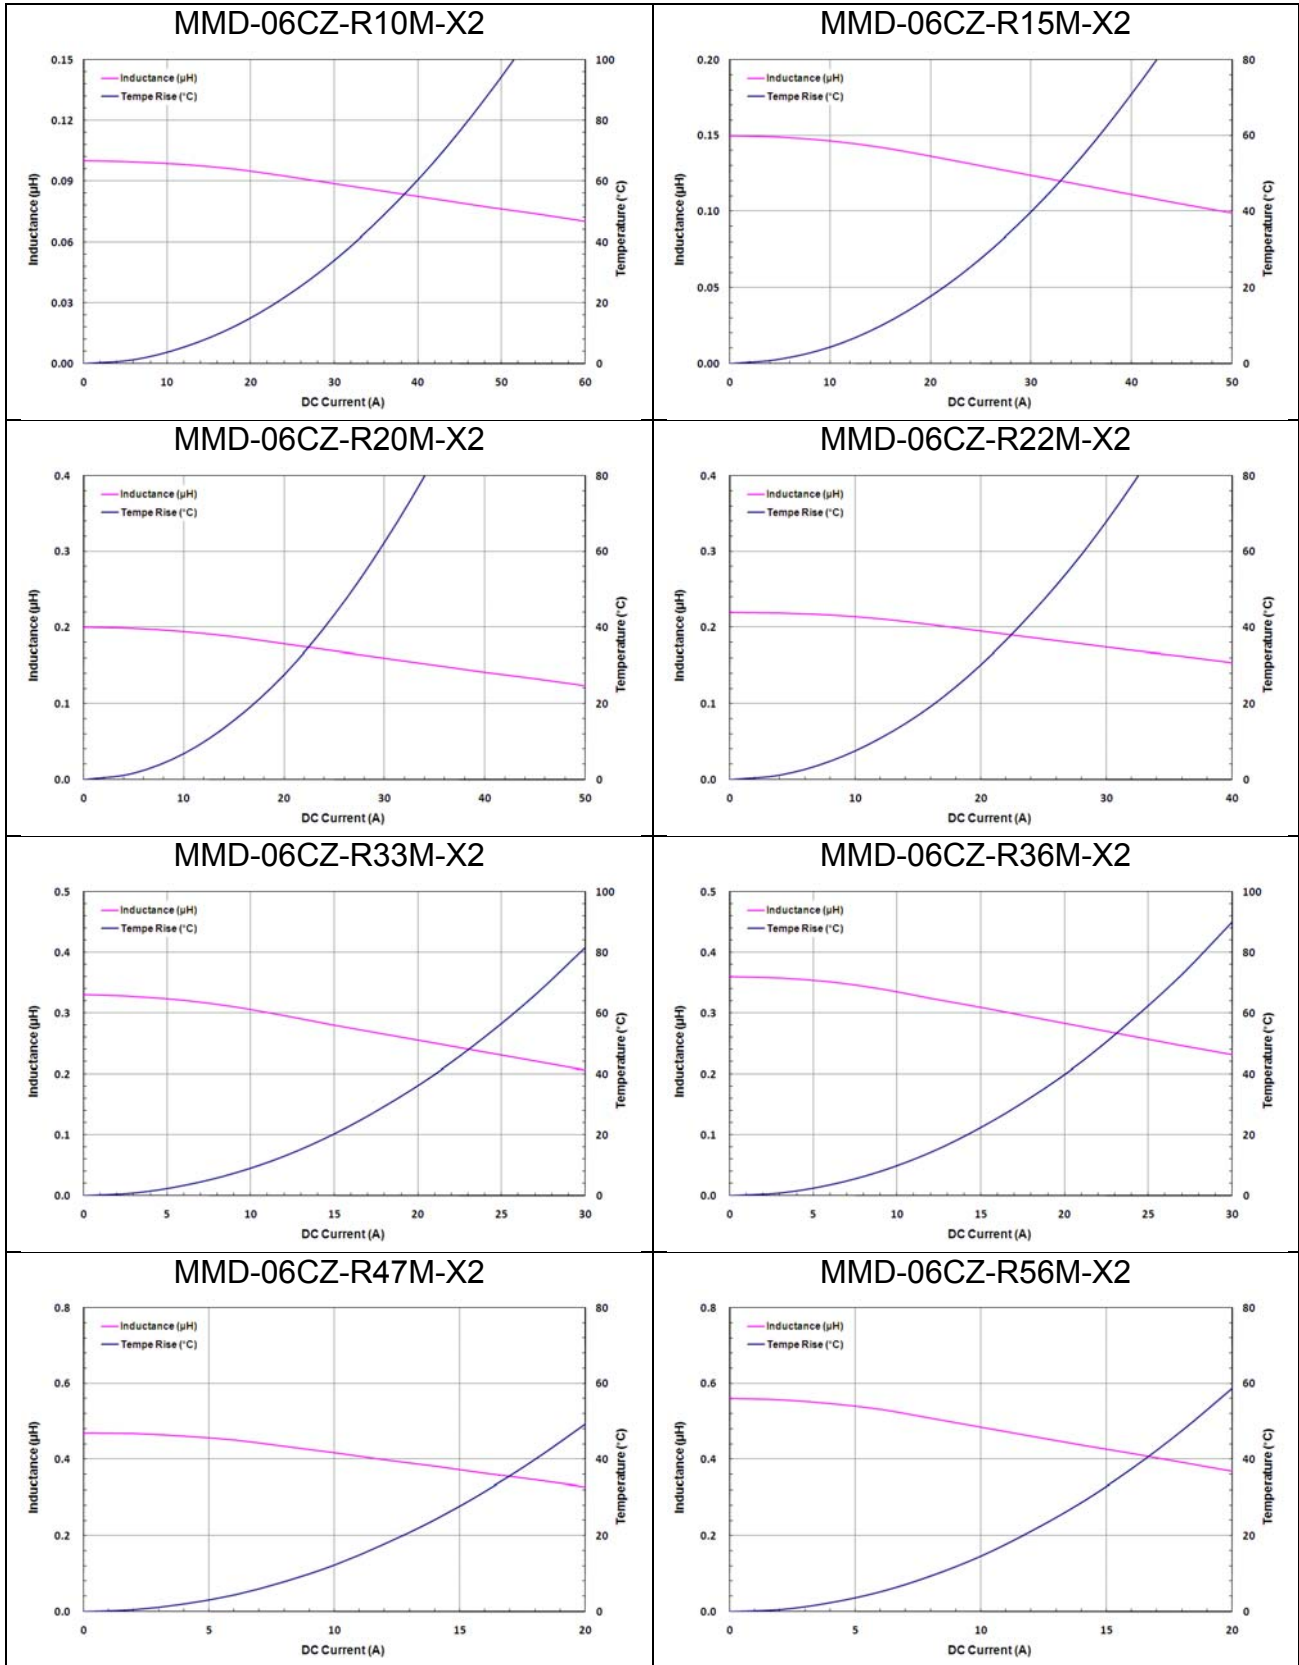 MMD-06CZ-R10M-X2
Inductance (µH)
Tempe Rise (°C)
0.15
0.12
0.09
0.06
0.03
0.00
100
80
60
40
20
0
0 10 20 30 40 50 60
Inductance (µH)
Temperature (°C)
DC Current (A)
MMD-06CZ-R15M-X2
Inductance (µH)
Tempe Rise (°C)
0.20
0.15
0.10
0.05
0.00
80
60
40
20
0
0 10 20 30 40 50
Inductance (µH)
Temperature (°C)
DC Current (A)
MMD-06CZ-R20M-X2
Inductance (µH)
Tempe Rise (°C)
0.4
0.3
0.2
0.1
0.0
80
60
40
20
0
0 10 20 30 40 50
Inductance (µH)
Temperature (°C)
DC Current (A)
MMD-06CZ-R22M-X2
Inductance (µH)
Tempe Rise (°C)
0.4
0.3
0.2
0.1
0.0
80
60
40
20
0
0 10 20 30 40
Inductance (µH)
Temperature (°C)
DC Current (A)
MMD-06CZ-R33M-X2
Inductance (µH)
Tempe Rise (°C)
0.5
0.4
0.3
0.2
0.1
0.0
100
80
60
40
20
0
0 5 10 15 20 25 30
Inductance (µH)
Temperature (°C)
DC Current (A)
MMD-06CZ-R36M-X2
Inductance (µH)
Tempe Rise (°C)
0.5
0.4
0.3
0.2
0.1
0.0
100
80
60
40
20
0
0 5 10 15 20 25 30
Inductance (µH)
Temperature (°C)
DC Current (A)
MMD-06CZ-R47M-X2
Inductance (µH)
Tempe Rise (°C)
0.8
0.6
0.4
0.2
0.0
80
60
40
20
0
0 5 10 15 20
Inductance (µH)
Temperature (°C)
DC Current (A)
MMD-06CZ-R56M-X2
Inductance (µH)
Tempe Rise (°C)
0.8
0.6
0.4
0.2
0.0
80
60
40
20
0
0 5 10 15 20
Inductance (µH)
Temperature (°C)
DC Current (A)